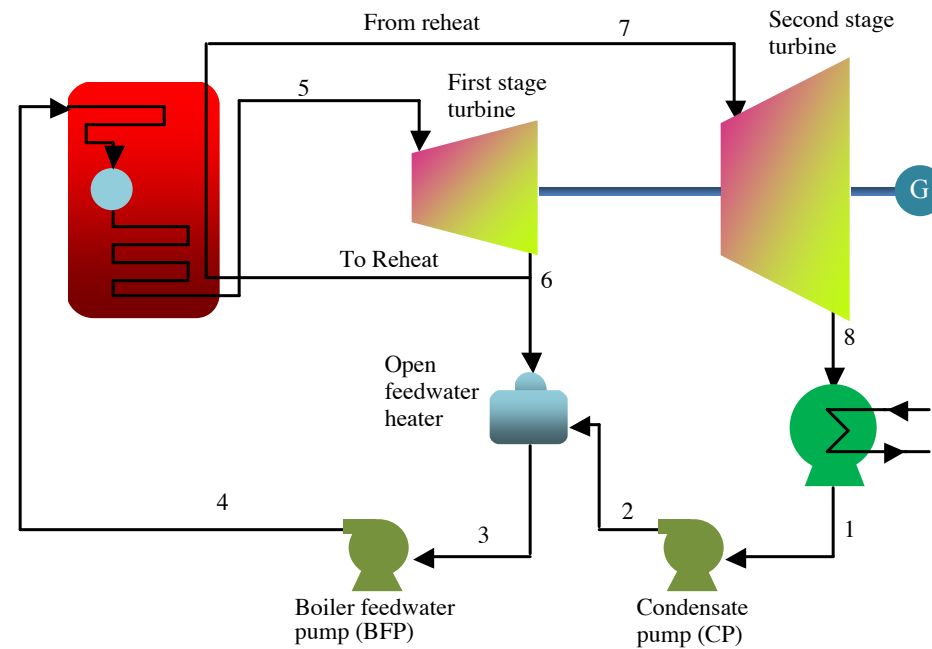 From reheat
7
Second stage
turbine
5
First stage
turbine
G
To Reheat
6
8
Open
feedwater
heater
4
3
2
1
Boiler feedwater
pump (BFP)
Condensate
pump (CP)